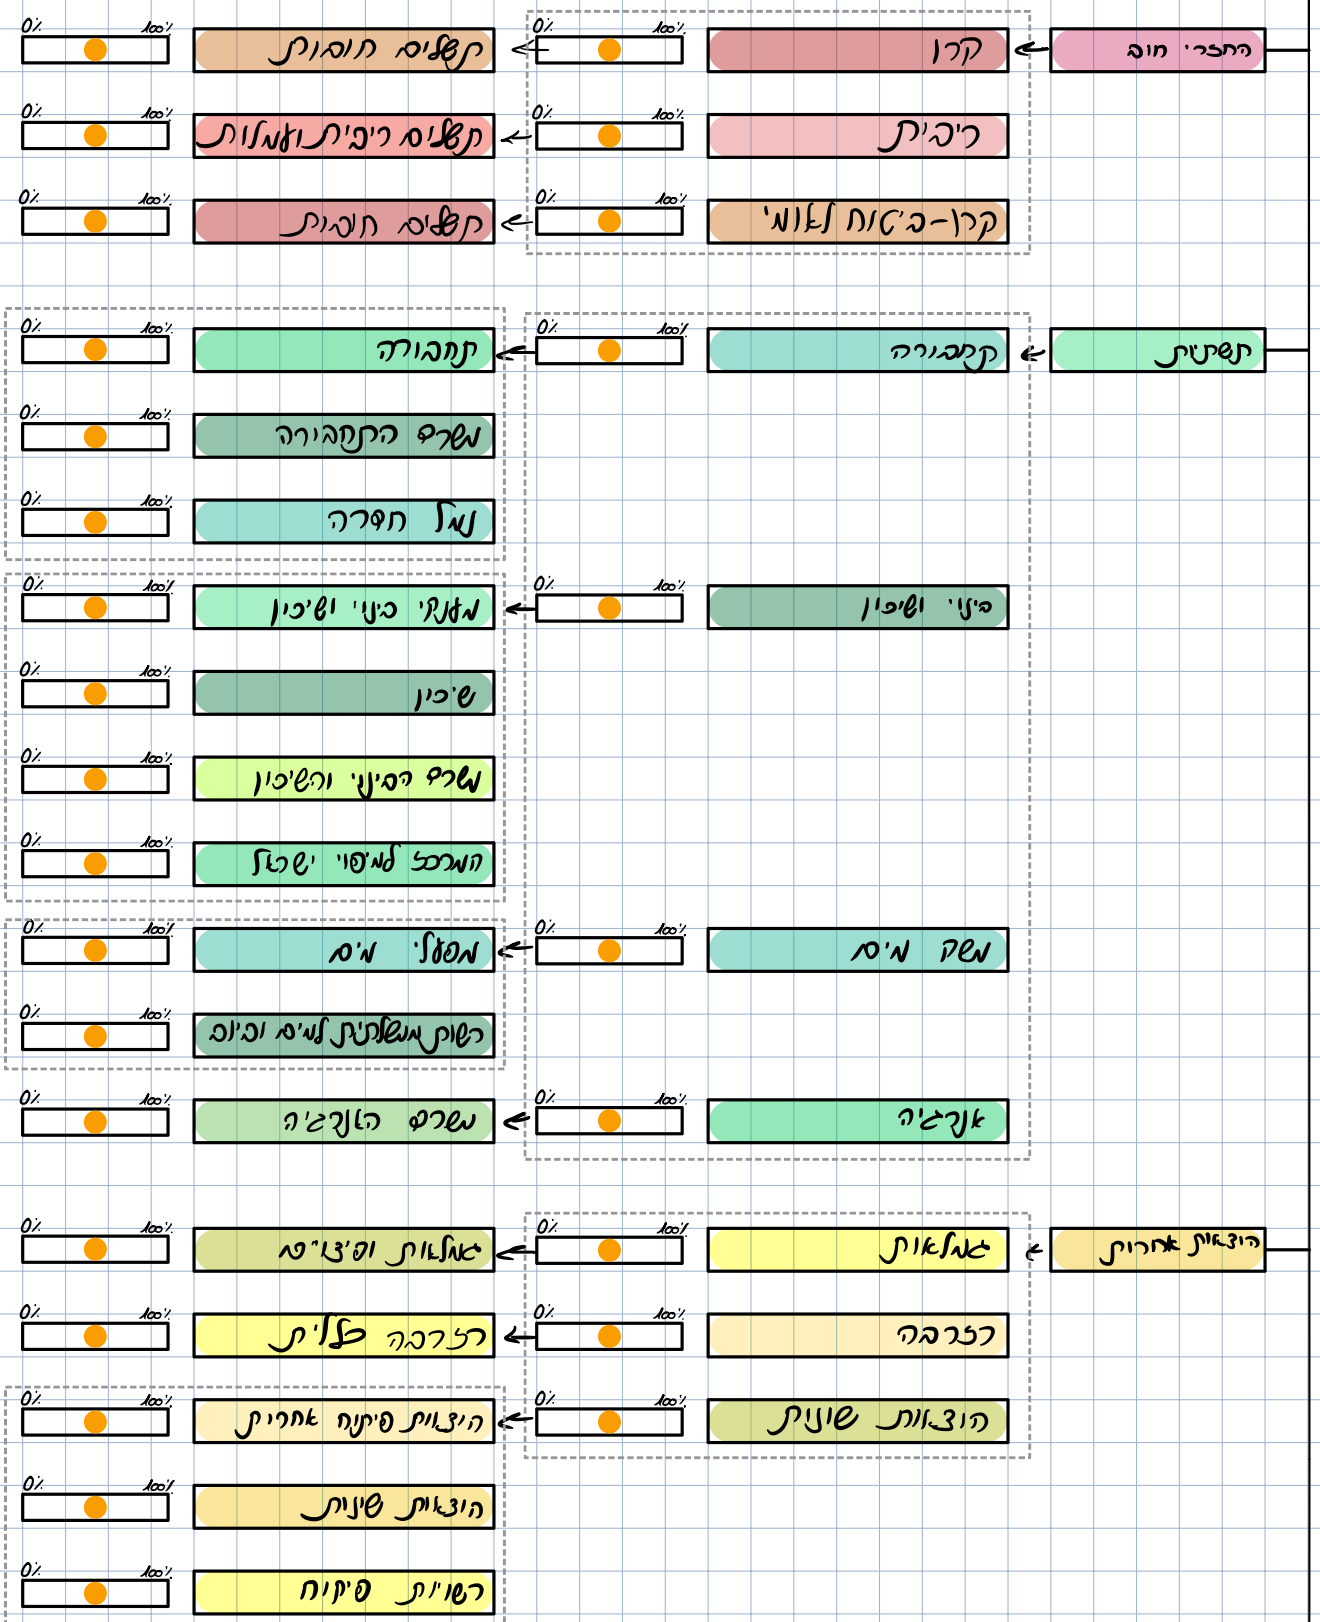 החזרי חוב
קרן
0% 100%
תשלום חובות
0% 100%
ריבית
0% 100%
תשלום ריבית ועמלות
0% 100%
קרן-ביטוח לאומי
0% 100%
תשלום חובות
0% 100%
תשתיות
תחבורה
0% 100%
תחבורה
0% 100%
משרד התחבורה
0% 100%
נמל חדרה
0% 100%
בינוי ושיכון
0% 100%
מענקי בינוי ושיכון
0% 100%
שיכון
0% 100%
משרד הבינוי והשיכון
0% 100%
המרכז למיפוי ישראל
0% 100%
משק מים
0% 100%
מפעלי מים
0% 100%
רשות ממשלתית למים וביוב
0% 100%
אנרגיה
0% 100%
משרד האנרגיה
0% 100%
הוצאות אחרות
גמלאות
0% 100%
גמלאות ופיצויים
0% 100%
רזרבה
0% 100%
רזרבה כללית
0% 100%
הוצאות שונות
0% 100%
הוצאות פיתוח אחרות
0% 100%
הוצאות שונות
0% 100%
רשויות פיקוח
0% 100%